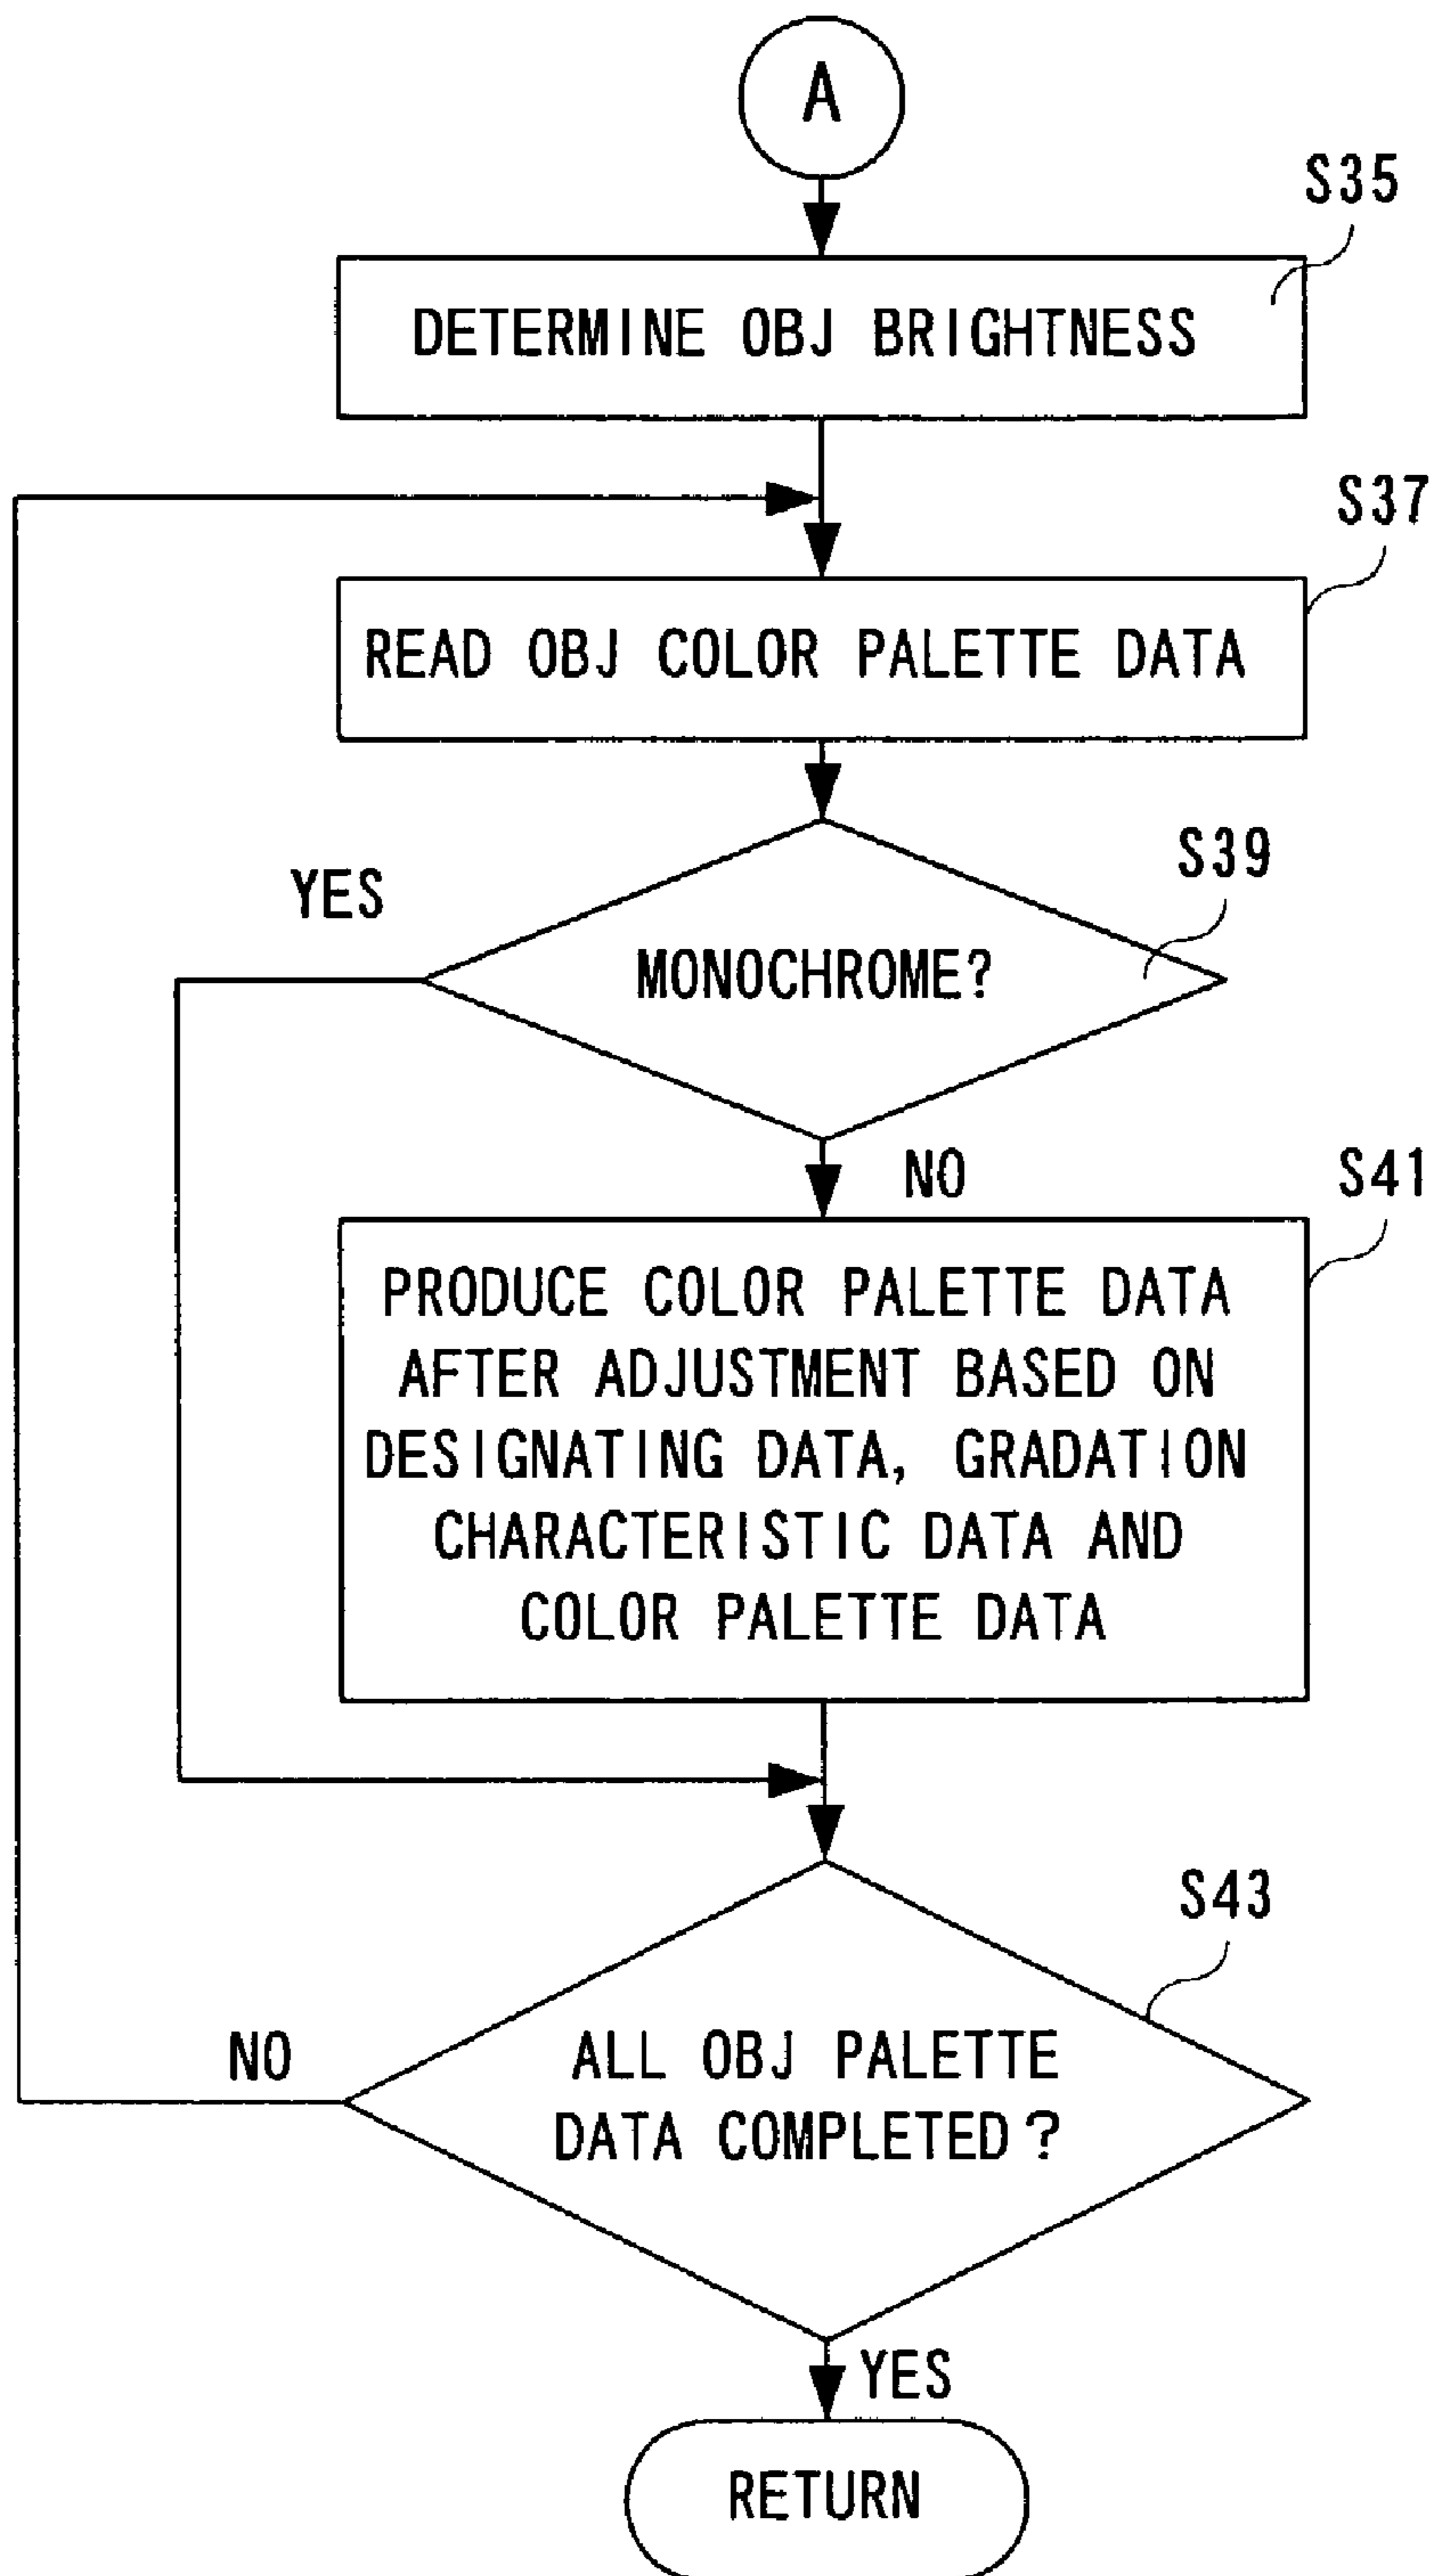 A
S35
DETERMINE OBJ BRIGHTNESS
S37
READ OBJ COLOR PALETTE DATA
S39
YES
MONOCHROME?
NO
S41
PRODUCE COLOR PALETTE DATA
AFTER ADJUSTMENT BASED ON
DESIGNATING DATA, GRADATION
CHARACTERISTIC DATA AND
COLOR PALETTE DATA
S43
NO
ALL OBJ PALETTE
DATA COMPLETED?
YES
RETURN